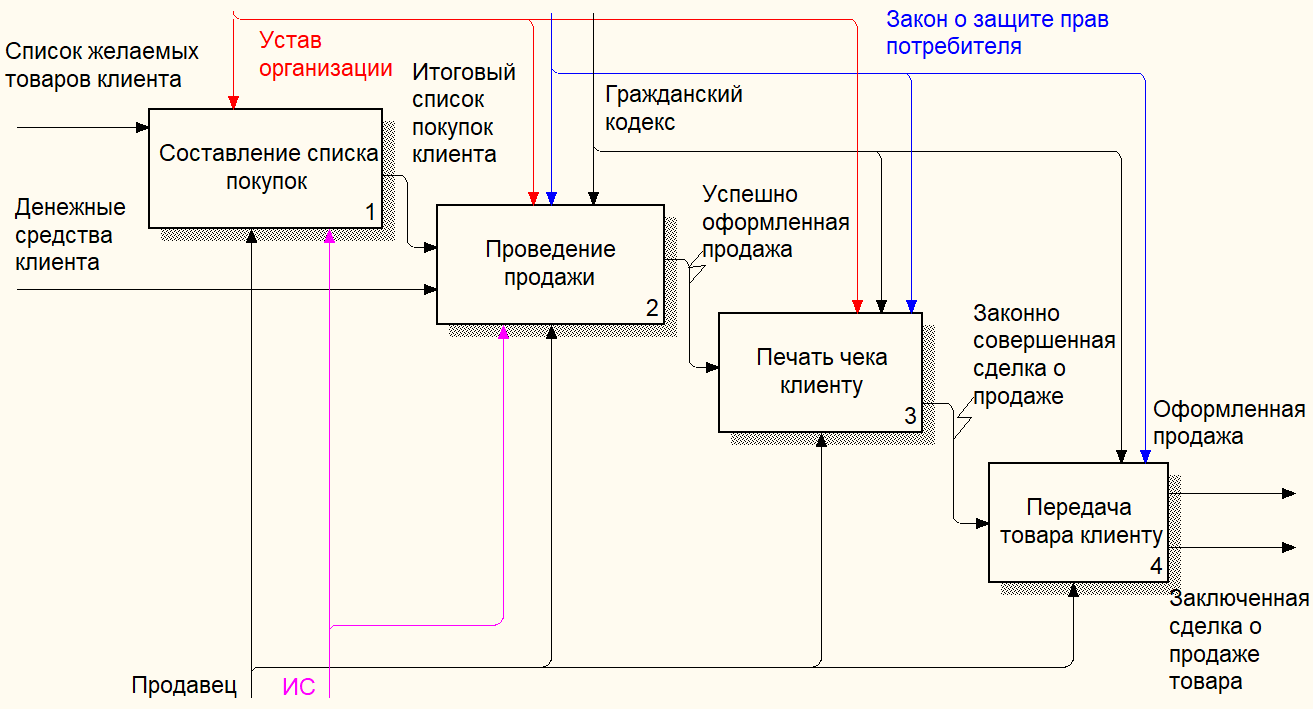 Список желаемых
товаров клиента
Устав
организации
Закон о защите прав
потребителя
Итоговый
список
покупок
клиента
Гражданский
кодекс
Составление списка
покупок
1
Денежные
средства
клиента
Проведение
продажи
2
Успешно
оформленная
продажа
Печать чека
клиенту
3
Законно
совершенная
сделка о
продаже
Оформленная
продажа
Передача
товара клиенту
4
Заключенная
сделка о
продаже
товара
Продавец
ИС